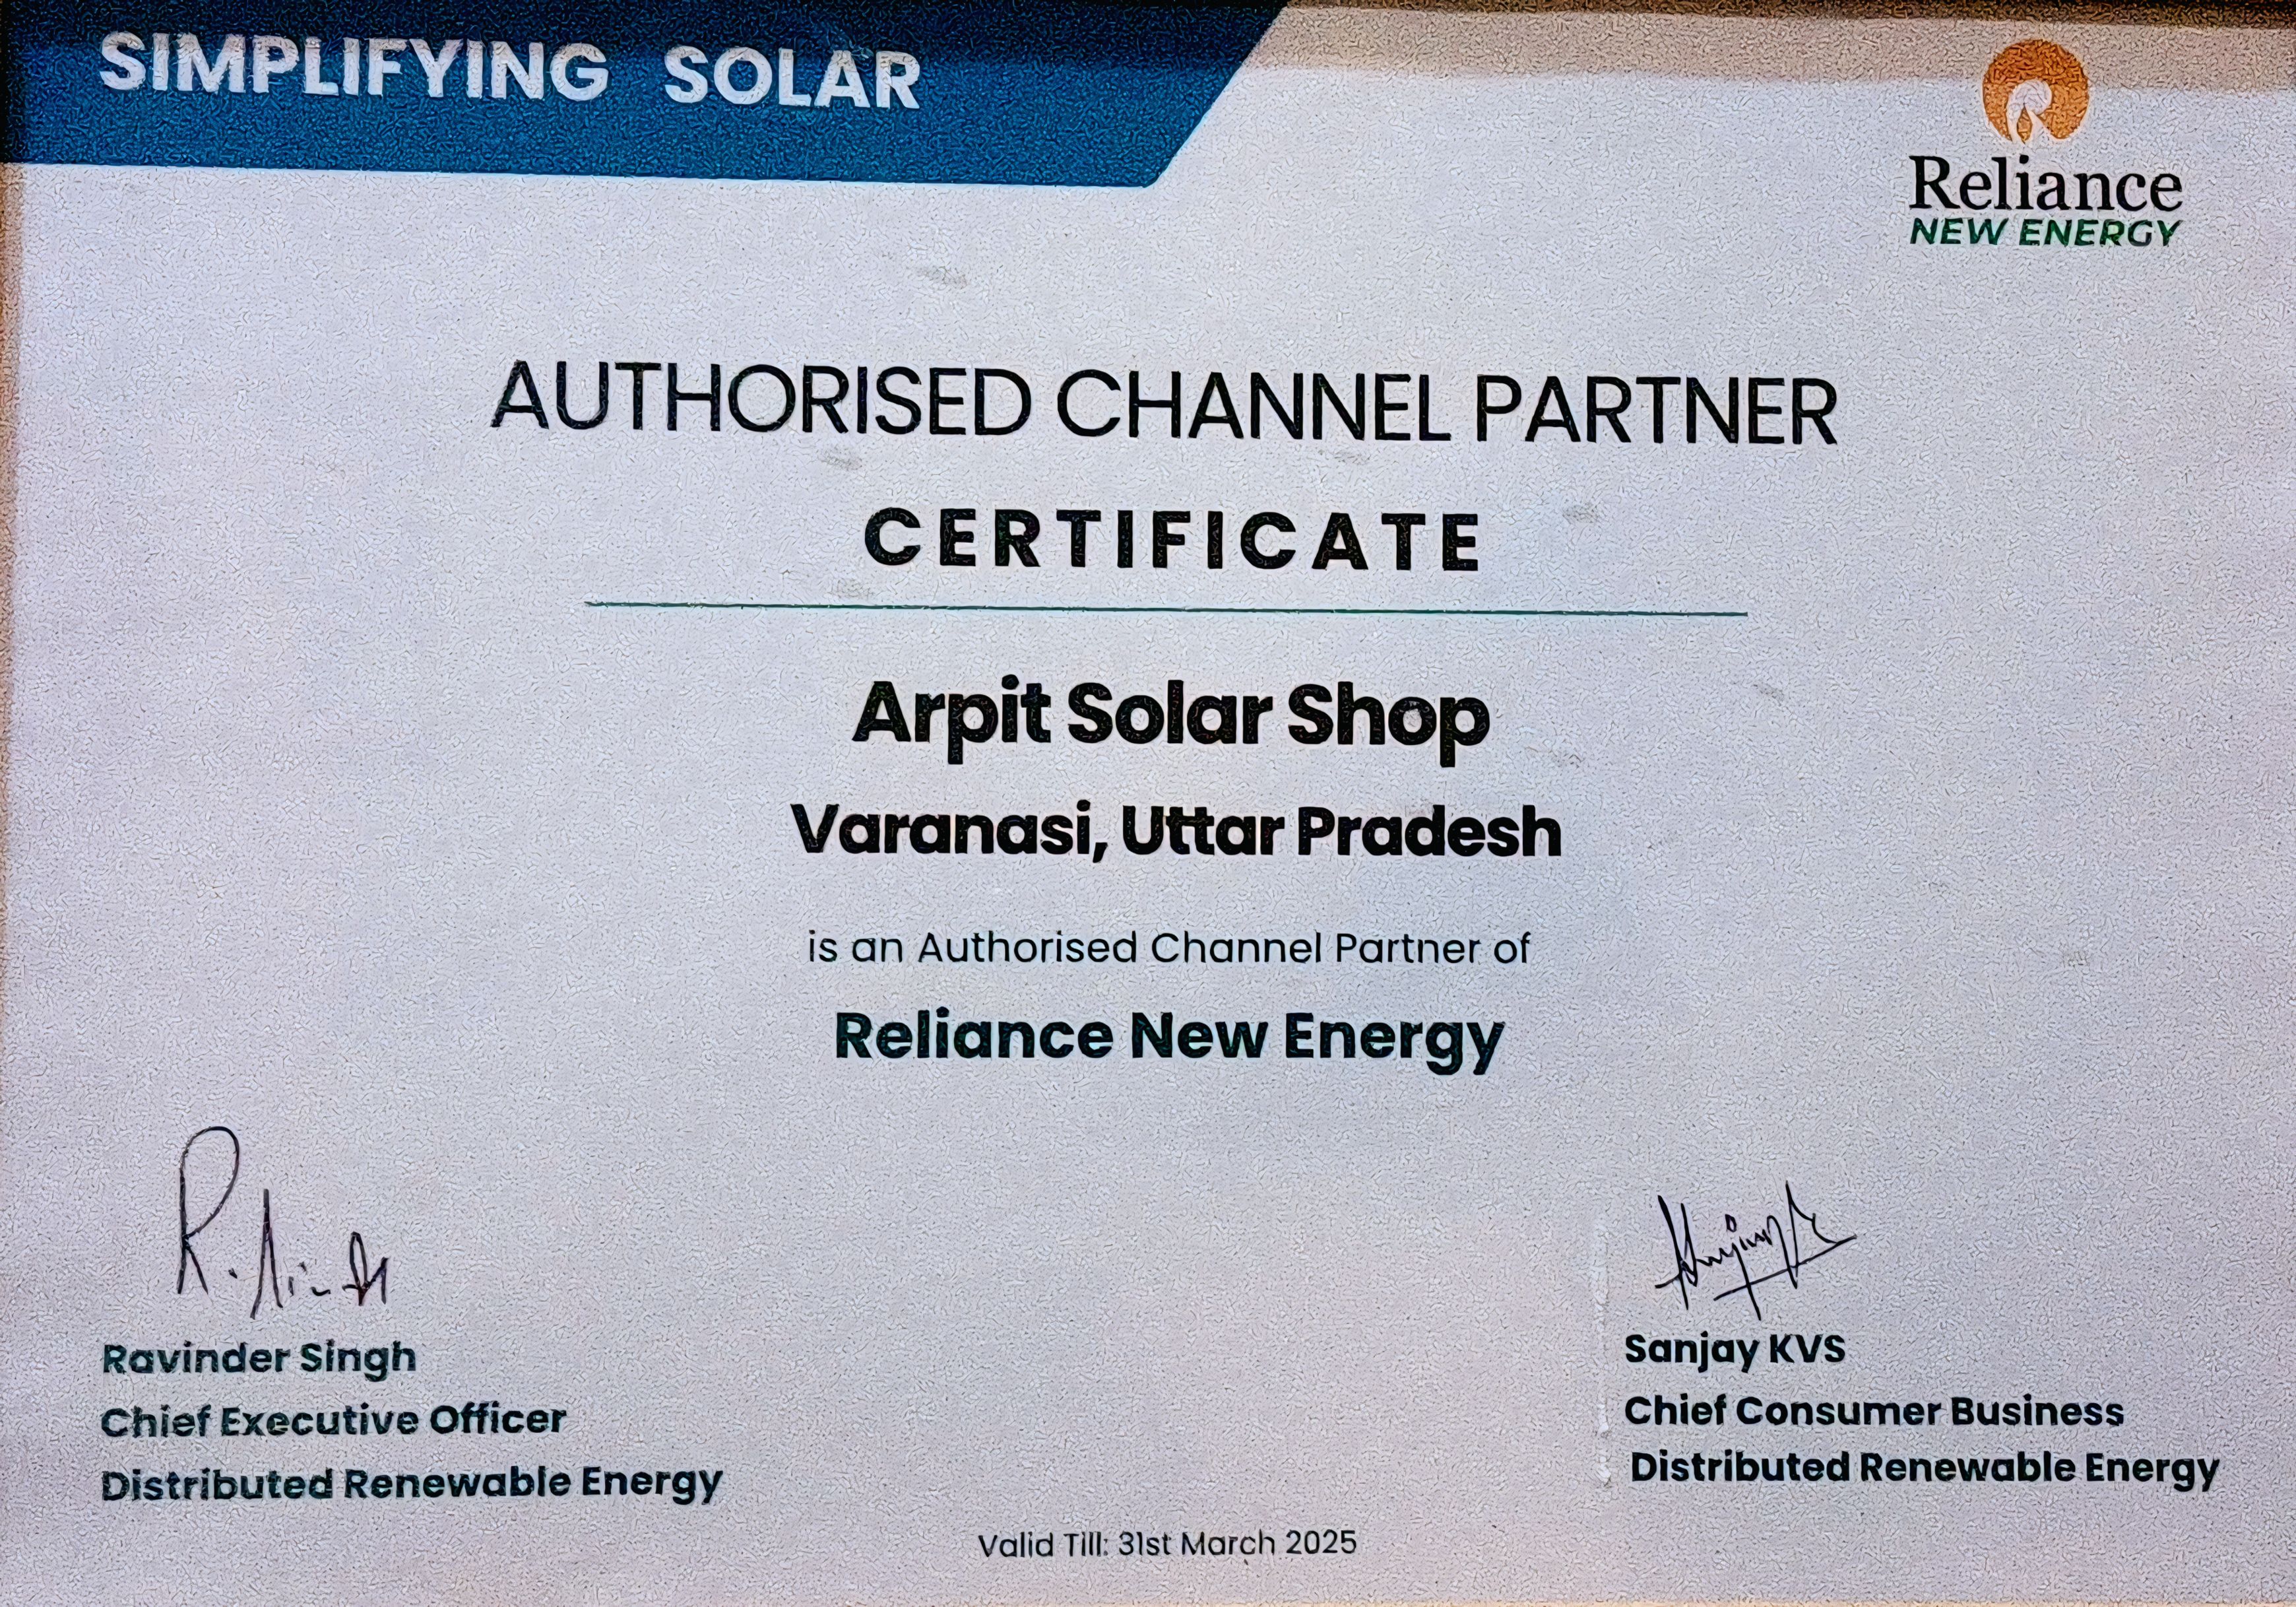 SIMPLIFYING SOLAR
Reliance
NEW ENERGY
AUTHORISED CHANNEL PARTNER
CERTIFICATE
Arpit Solar Shop
Varanasi, Uttar Pradesh
is an Authorised Channel Partner of
Reliance New Energy
Ravinder Singh
Chief Executive Officer
Distributed Renewable Energy
Sanjay KVS
Chief Consumer Business
Distributed Renewable Energy
Valid Till: 31st March 2025